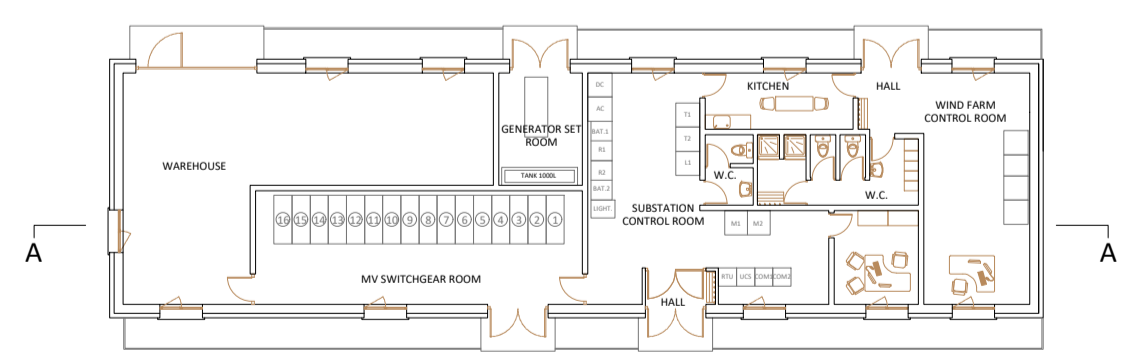 DC
AC
BAT.1
R1
R2
BAT.2
LIGHT.
T1
T2
L1
KITCHEN
HALL
WIND FARM
CONTROL ROOM
GENERATOR SET
ROOM
TANK 1000L
WAREHOUSE
W.C.
W.C.
SUBSTATION
CONTROL ROOM
16 15 14 13 12 11 10 9 8 7 6 5 4 3 2 1
M1 M2
A
A
MV SWITCHGEAR ROOM
RTU UCS COM1 COM2
HALL